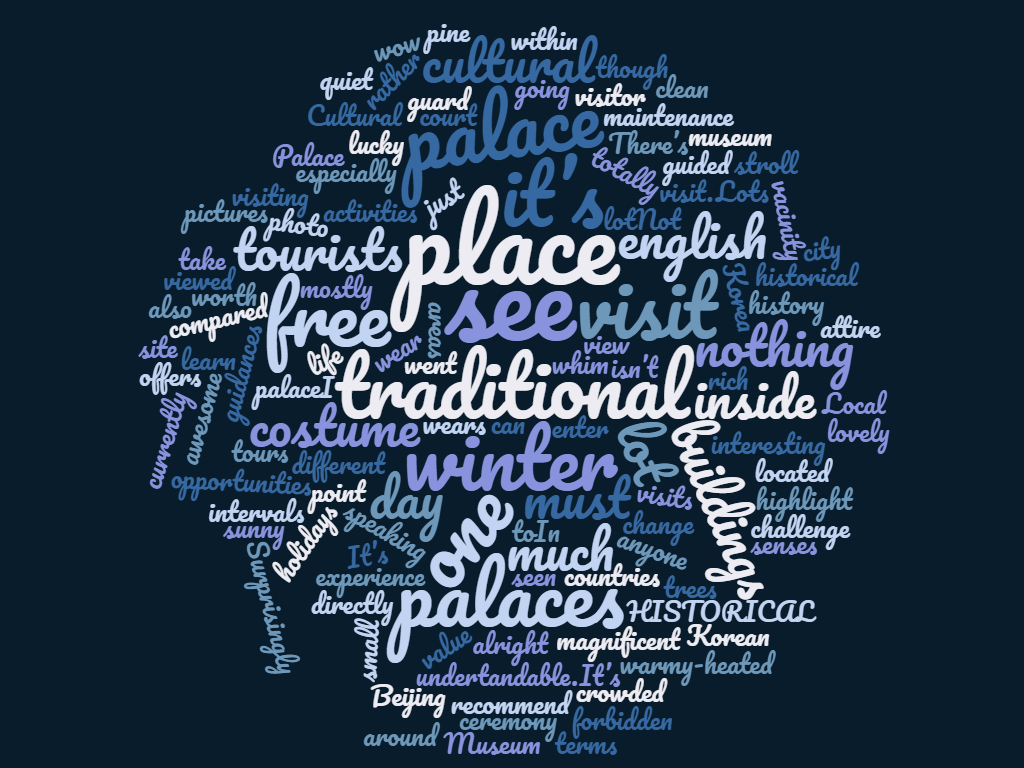 pine
wow
within
cultural
though
rather
quiet
going
visitor
clean
guard
Cultural
court
palace
maintenance
lucky
There's
museum
Palace
especially
totally
guided
stroll
just
it's
visit.Lots
vacinity
visiting
pictures
photo
activities
lotNot
tourists
place
english
city
take
viewed
mostly
Korea
historical
also
worth
free
see
visit
history
compared
areas
attire
site
learn
guidances
life
wear
went
view
whim
isn't
nothing
offers
palaceI
traditional
rich
inside
Local
currently
awesome
costume
wears
can
enter
lot
buildings
interesting
lovely
tours
different
winter
located
opportunities
point
day
must
visits
highlight
intervals
sunny
holidays
speaking
one
toIn
change
challenge
senses
Surprisingly
It's
much
anyone
experience
seen
countries
trees
directly
palaces
HISTORICAL
small
value
alright
magnificent
Korean
undertandable.It's
warmy-heated
Beijing
recommend
crowded
ceremony
forbidden
around
Museum
terms